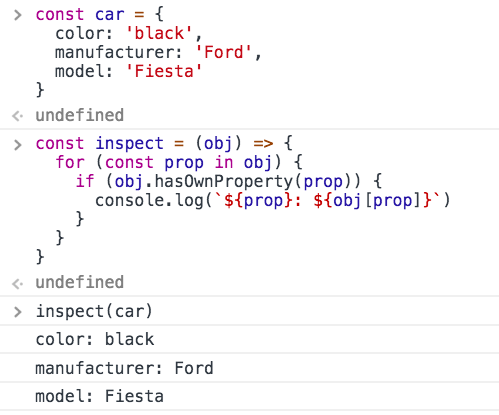 const car = {
  color: 'black',
  manufacturer: 'Ford',
  model: 'Fiesta'
}
undefined
const inspect = (obj) => {
  for (const prop in obj) {
    if (obj.hasOwnProperty(prop)) {
      console.log(`${prop}: ${obj[prop]}`)
    }
  }
}
undefined
inspect(car)
color: black
manufacturer: Ford
model: Fiesta